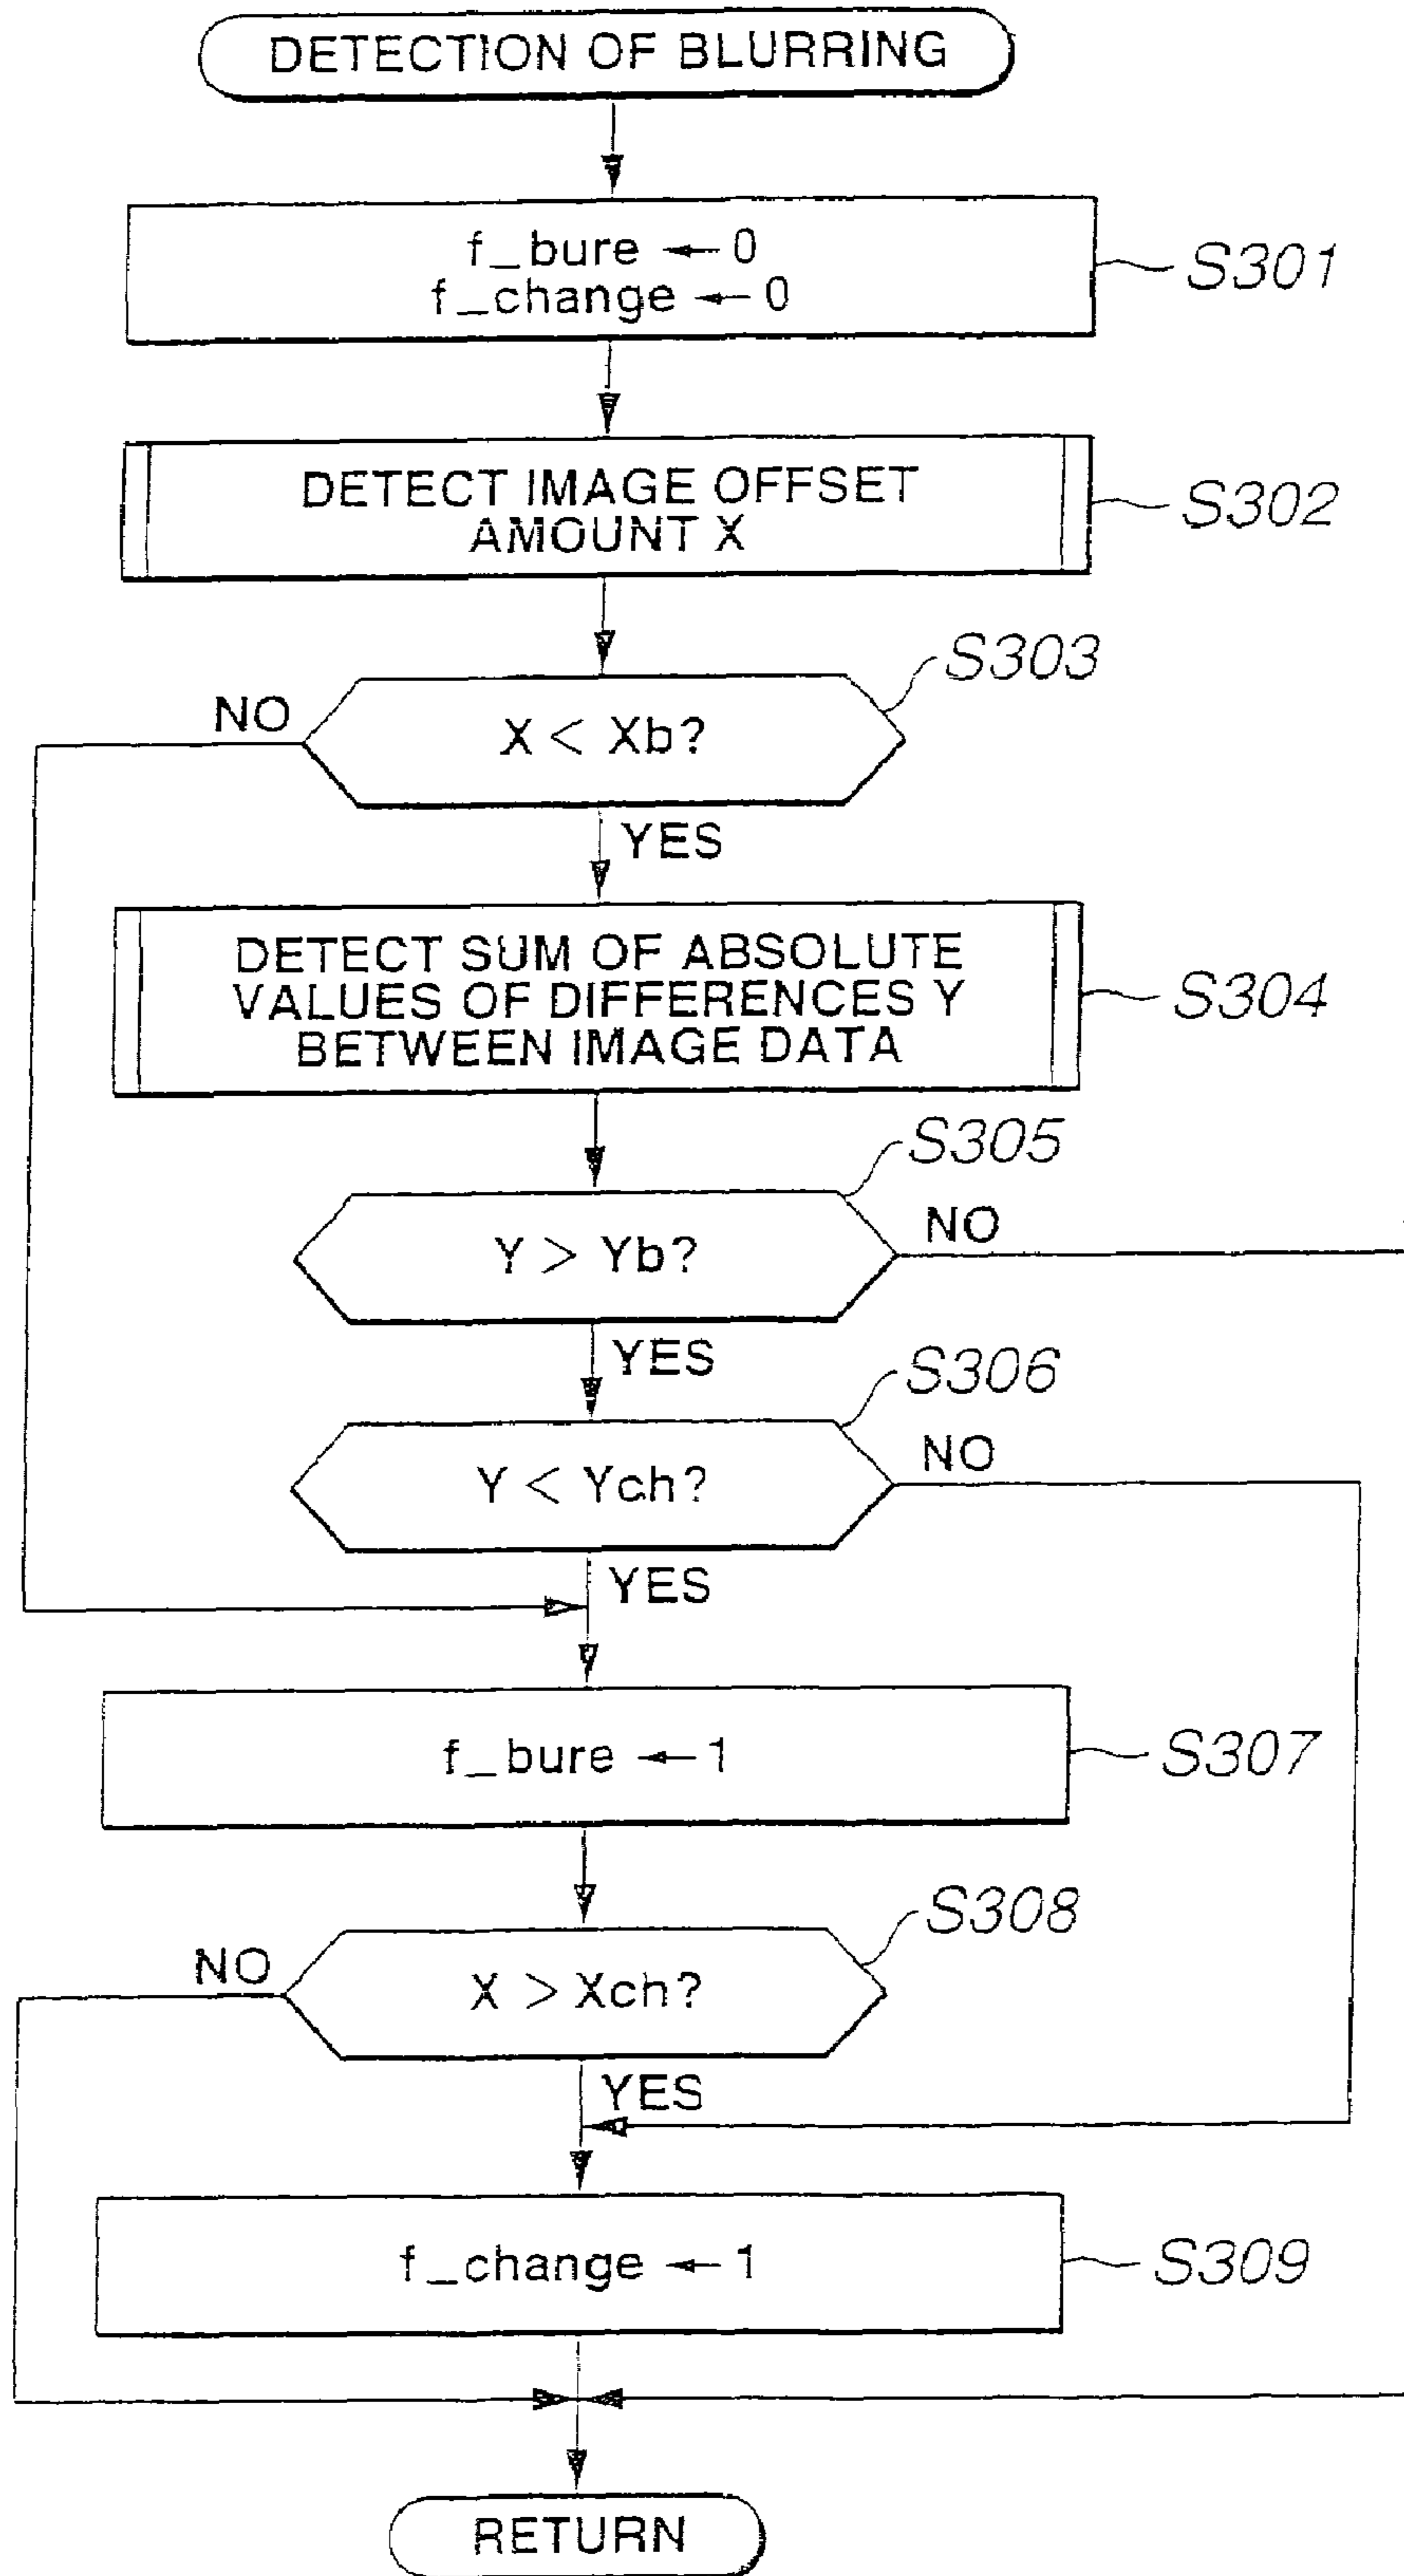 DETECTION OF BLURRING
f_bure ← 0
f_change ← 0
S301
DETECT IMAGE OFFSET
AMOUNT X
S302
S303
NO
X < Xb?
YES
DETECT SUM OF ABSOLUTE
VALUES OF DIFFERENCES Y
BETWEEN IMAGE DATA
S304
S305
Y > Yb?
NO
YES
S306
Y < Ych?
NO
YES
f_bure ← 1
S307
S308
NO
X > Xch?
YES
f_change ← 1
S309
RETURN